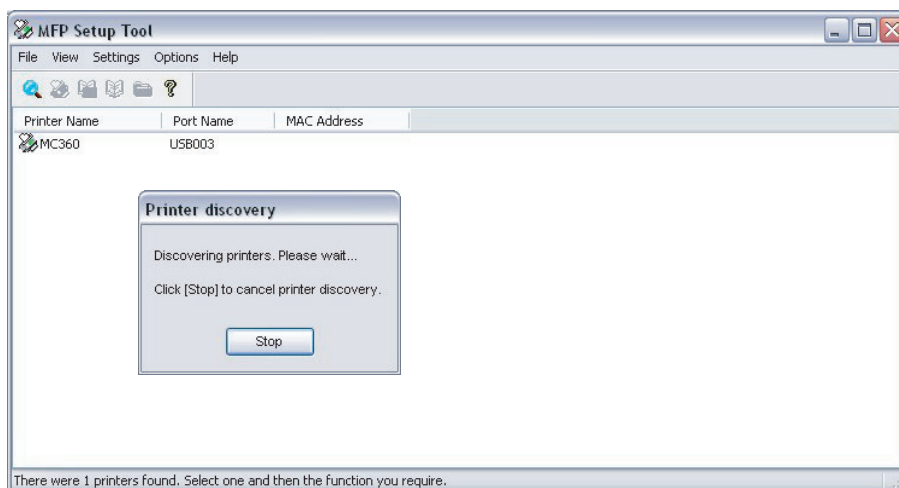 MFP Setup Tool
File View Settings Options Help
Printer Name Port Name MAC Address
MC360 USB003
Printer discovery
Discovering printers. Please wait...
Click [Stop] to cancel printer discovery.
Stop
There were 1 printers found. Select one and then the function you require.